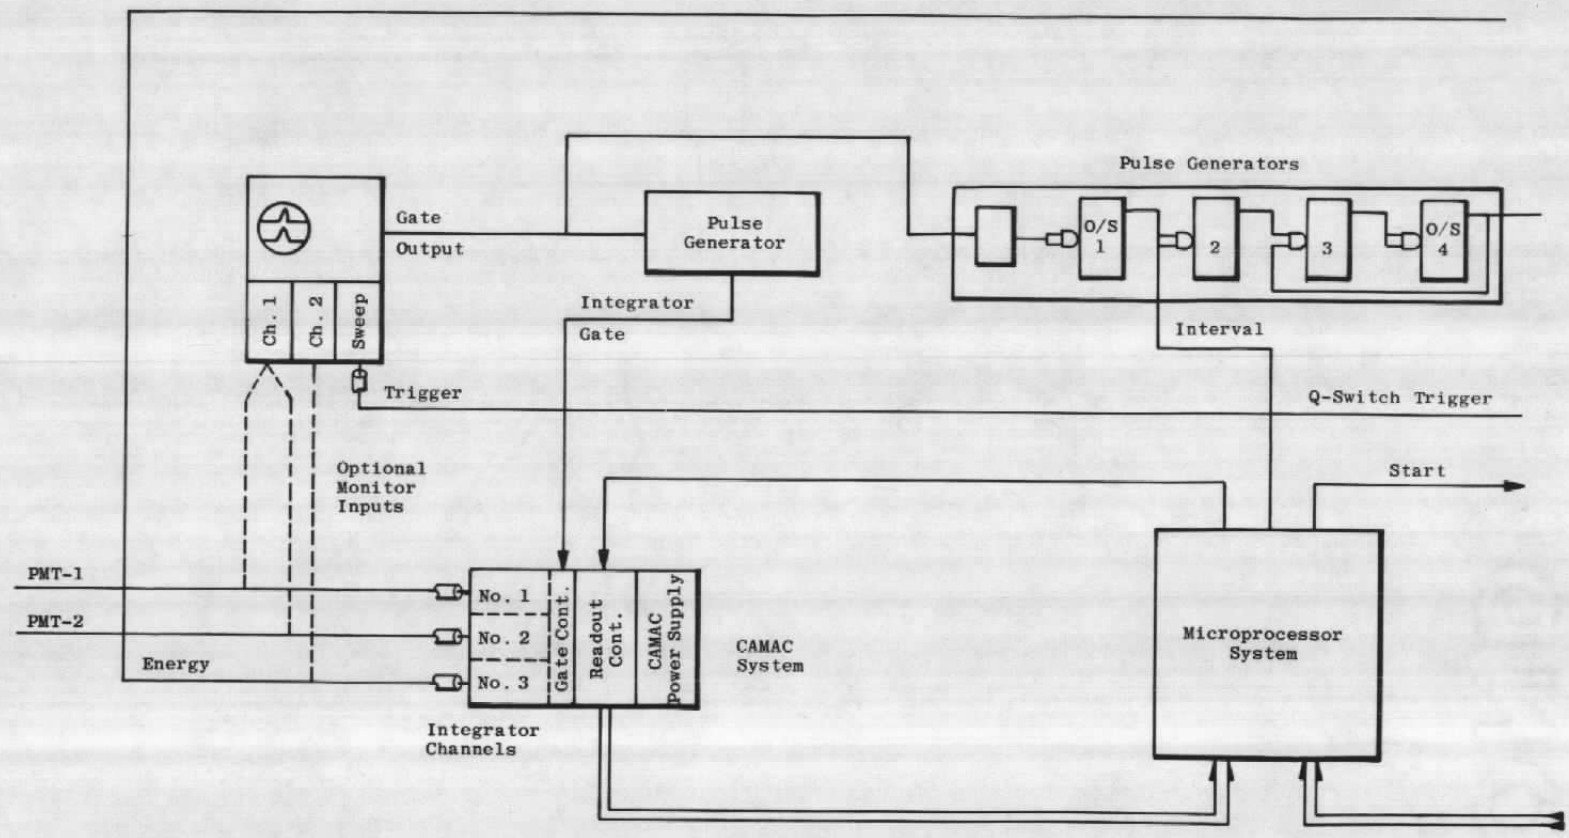 Pulse Generators
Gate
Output
Pulse
Generator
O/S
1
2
3
O/S
4
Ch. 1
Ch. 2
Sweep
Integrator
Gate
Interval
Trigger
Q-Switch Trigger
Optional
Monitor
Inputs
Start
PMT-1
PMT-2
Energy
No. 1
No. 2
No. 3
Gate Cont.
Readout
Cont.
CAMAC
Power Supply
CAMAC
System
Microprocessor
System
Integrator
Channels